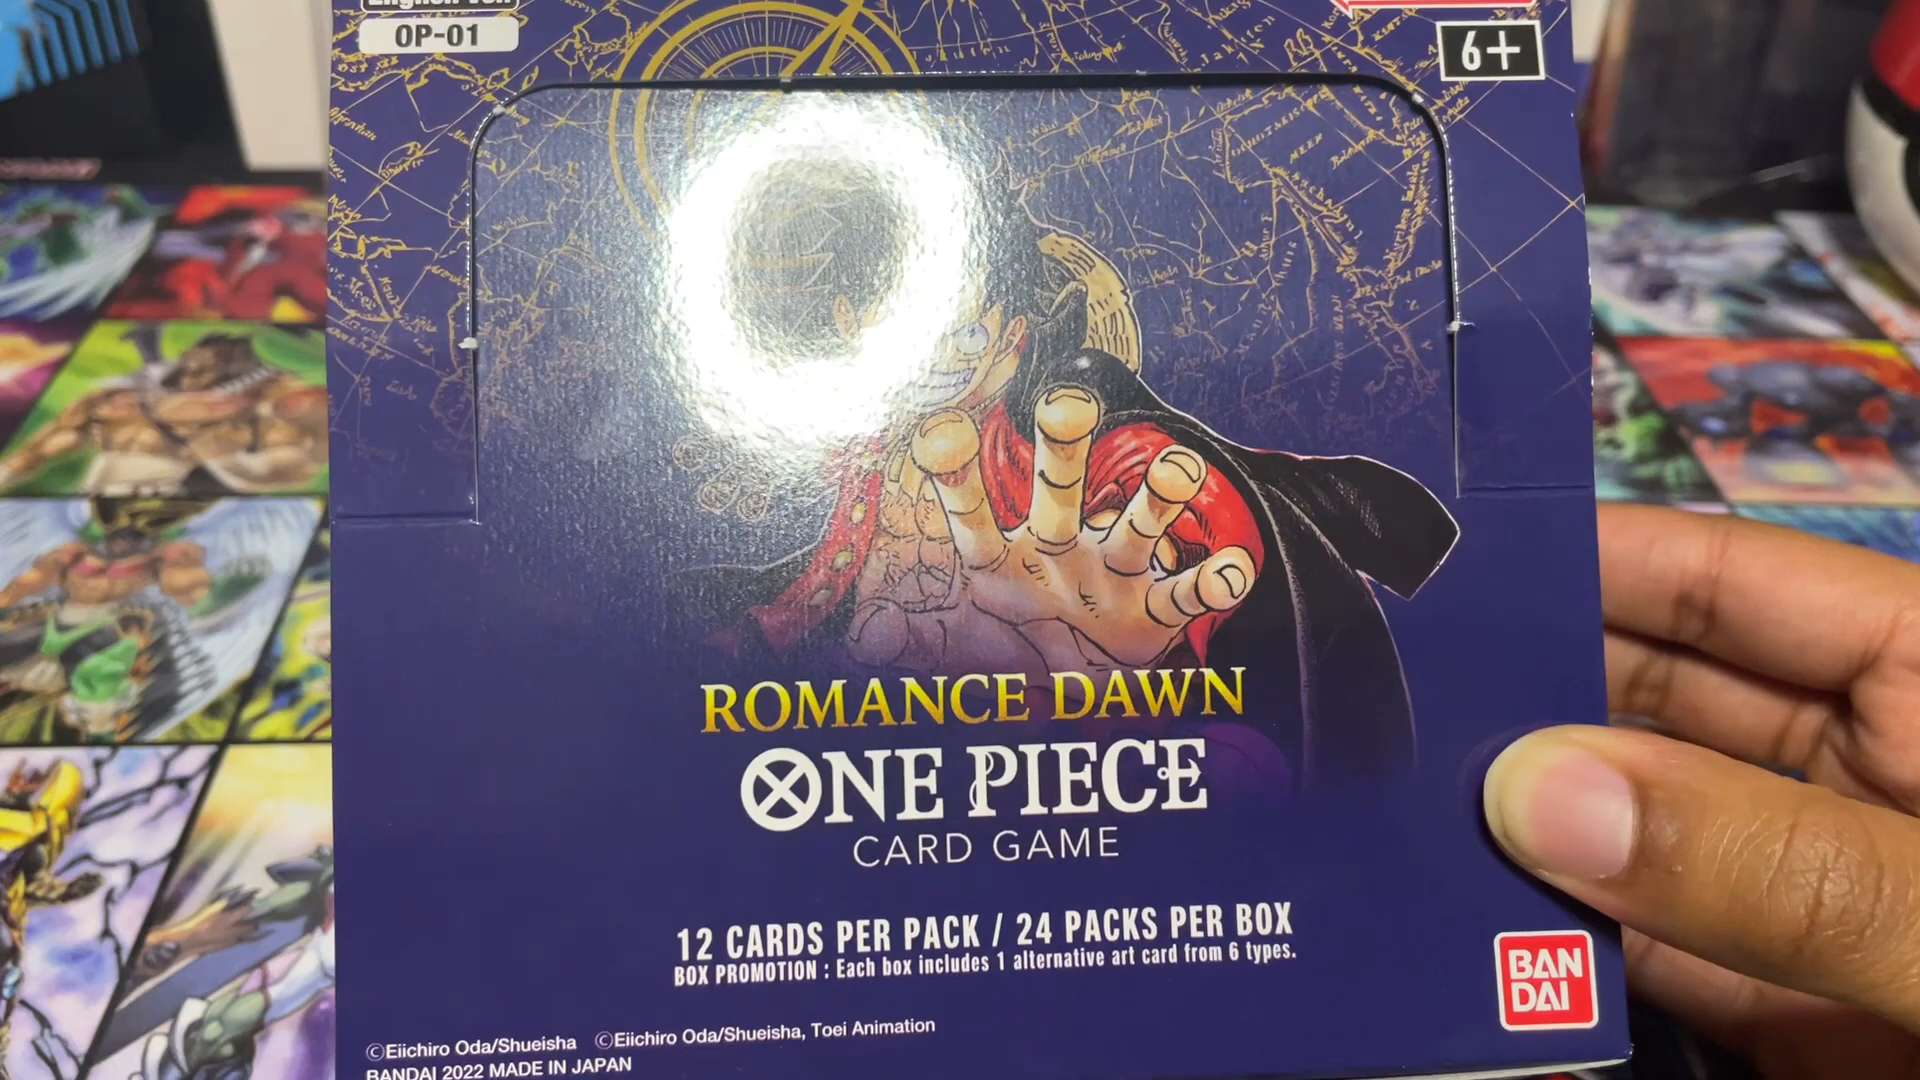 English Ver.
OP-01
6+
ROMANCE DAWN
ONE PIECE
CARD GAME
12 CARDS PER PACK / 24 PACKS PER BOX
BOX PROMOTION : Each box includes 1 alternative art card from 6 types.
BAN
DAI
©Eiichiro Oda/Shueisha ©Eiichiro Oda/Shueisha, Toei Animation
BANDAI 2022 MADE IN JAPAN